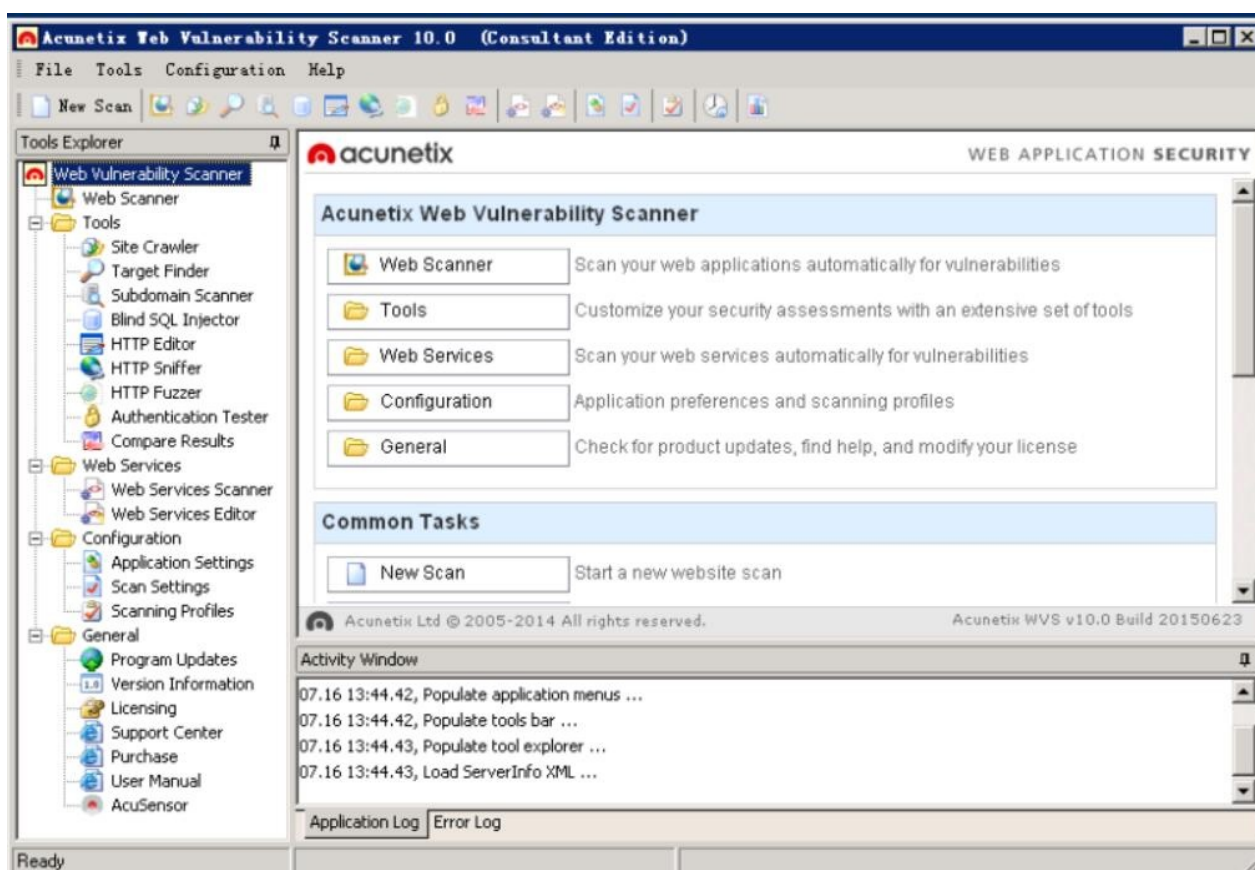 Acunetix Web Vulnerability Scanner 10.0 (Consultant Edition)
File Tools Configuration Help
New Scan
Tools Explorer
Web Vulnerability Scanner
Web Scanner
Tools
Site Crawler
Target Finder
Subdomain Scanner
Blind SQL Injector
HTTP Editor
HTTP Sniffer
HTTP Fuzzer
Authentication Tester
Compare Results
Web Services
Web Services Scanner
Web Services Editor
Configuration
Application Settings
Scan Settings
Scanning Profiles
General
Program Updates
Version Information
Licensing
Support Center
Purchase
User Manual
AcuSensor
acunetix WEB APPLICATION SECURITY
Acunetix Web Vulnerability Scanner
Web Scanner Scan your web applications automatically for vulnerabilities
Tools Customize your security assessments with an extensive set of tools
Web Services Scan your web services automatically for vulnerabilities
Configuration Application preferences and scanning profiles
General Check for product updates, find help, and modify your license
Common Tasks
New Scan Start a new website scan
Acunetix Ltd © 2005-2014 All rights reserved. Acunetix WVS v10.0 Build 20150623
Activity Window
07.16 13:44.42, Populate application menus ...
07.16 13:44.42, Populate tools bar ...
07.16 13:44.43, Populate tool explorer ...
07.16 13:44.43, Load ServerInfo XML ...
Application Log Error Log
Ready